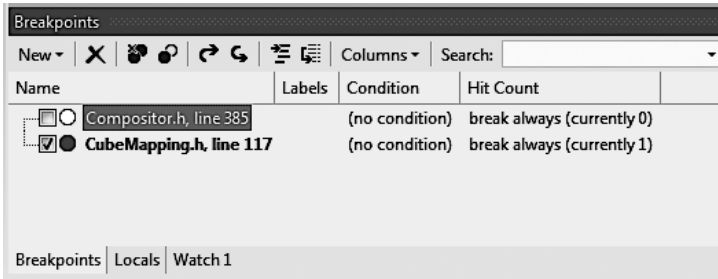 Breakpoints
New Columns Search:
Name Labels Condition Hit Count
Compositor.h, line 385 (no condition) break always (currently 0)
CubeMapping.h, line 117 (no condition) break always (currently 1)
Breakpoints Locals Watch 1